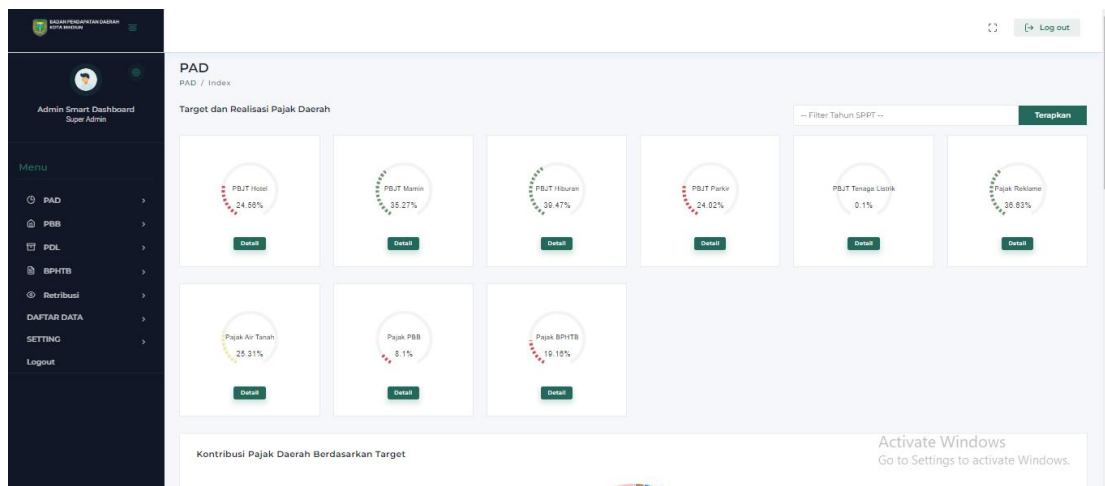 BADAN PENDAPATAN DAERAH
KOTA MADIUN
Log out
Admin Smart Dashboard
Super Admin
Menu
PAD
PBB
PDL
BPHTB
Retribusi
DAFTAR DATA
SETTING
Logout
PAD
PAD / Index
Target dan Realisasi Pajak Daerah
-- Filter Tahun SPPT --
Terapkan
PBJT Hotel
24.56%
Detail
PBJT Mamin
35.27%
Detail
PBJT Hiburan
39.47%
Detail
PBJT Parkir
24.02%
Detail
PBJT Tenaga Listrik
0.1%
Detail
Pajak Reklame
36.63%
Detail
Pajak Air Tanah
25.31%
Detail
Pajak PBB
8.1%
Detail
Pajak BPHTB
19.16%
Detail
Kontribusi Pajak Daerah Berdasarkan Target
Activate Windows
Go to Settings to activate Windows.